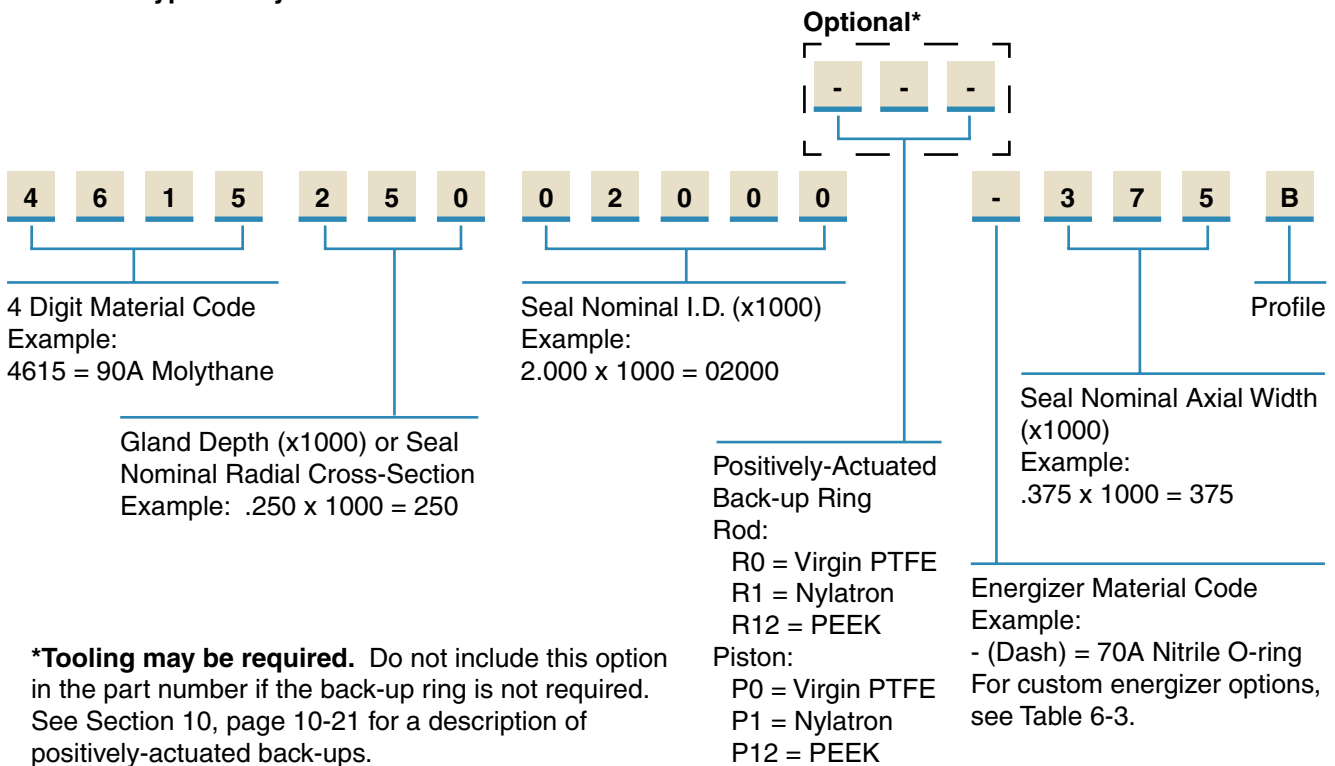 Optional*
- - -
4 6 1 5 2 5 0 0 2 0 0 0 - 3 7 5 B
4 Digit Material Code
Example:
4615 = 90A Molythane
Gland Depth (x1000) or Seal
Nominal Radial Cross-Section
Example: .250 x 1000 = 250
Seal Nominal I.D. (x1000)
Example:
2.000 x 1000 = 02000
Positively-Actuated
Back-up Ring
Rod:
R0 = Virgin PTFE
R1 = Nylatron
R12 = PEEK
Piston:
P0 = Virgin PTFE
P1 = Nylatron
P12 = PEEK
Energizer Material Code
Example:
- (Dash) = 70A Nitrile O-ring
For custom energizer options,
see Table 6-3.
Seal Nominal Axial Width
(x1000)
Example:
.375 x 1000 = 375
Profile
*Tooling may be required. Do not include this option
in the part number if the back-up ring is not required.
See Section 10, page 10-21 for a description of
positively-actuated back-ups.